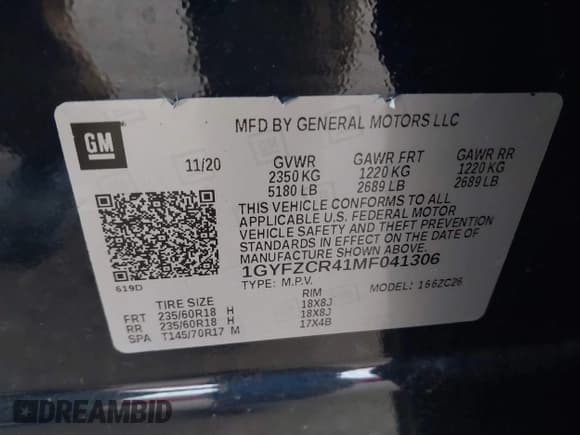 GM
MFD BY GENERAL MOTORS LLC
11/20 GVWR GAWR FRT GAWR RR
2350 KG 1220 KG 1220 KG
5180 LB 2689 LB 2689 LB
THIS VEHICLE CONFORMS TO ALL
APPLICABLE U.S. FEDERAL MOTOR
VEHICLE SAFETY AND THEFT PREVENTION
STANDARDS IN EFFECT ON THE DATE OF
MANUFACTURE SHOWN ABOVE.
1GYFZCR41MF041306
619D
TYPE: M.P.V. MODEL: 166ZC26
TIRE SIZE RIM
FRT 235/60R18 H 18X8J
RR 235/60R18 H 18X8J
SPA T145/70R17 M 17X4B
DREAMBID